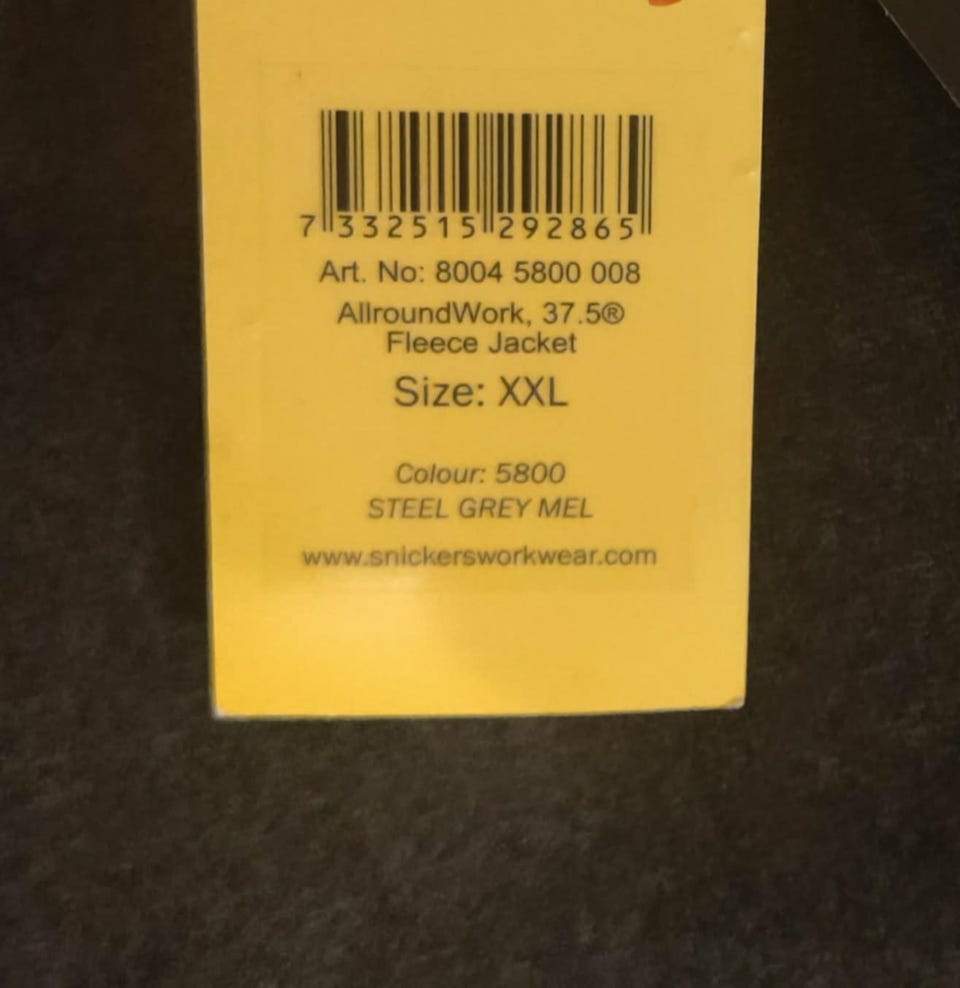 7 332515 292865
Art. No: 8004 5800 008
AllroundWork, 37.5®
Fleece Jacket
Size: XXL
Colour: 5800
STEEL GREY MEL
www.snickersworkwear.com